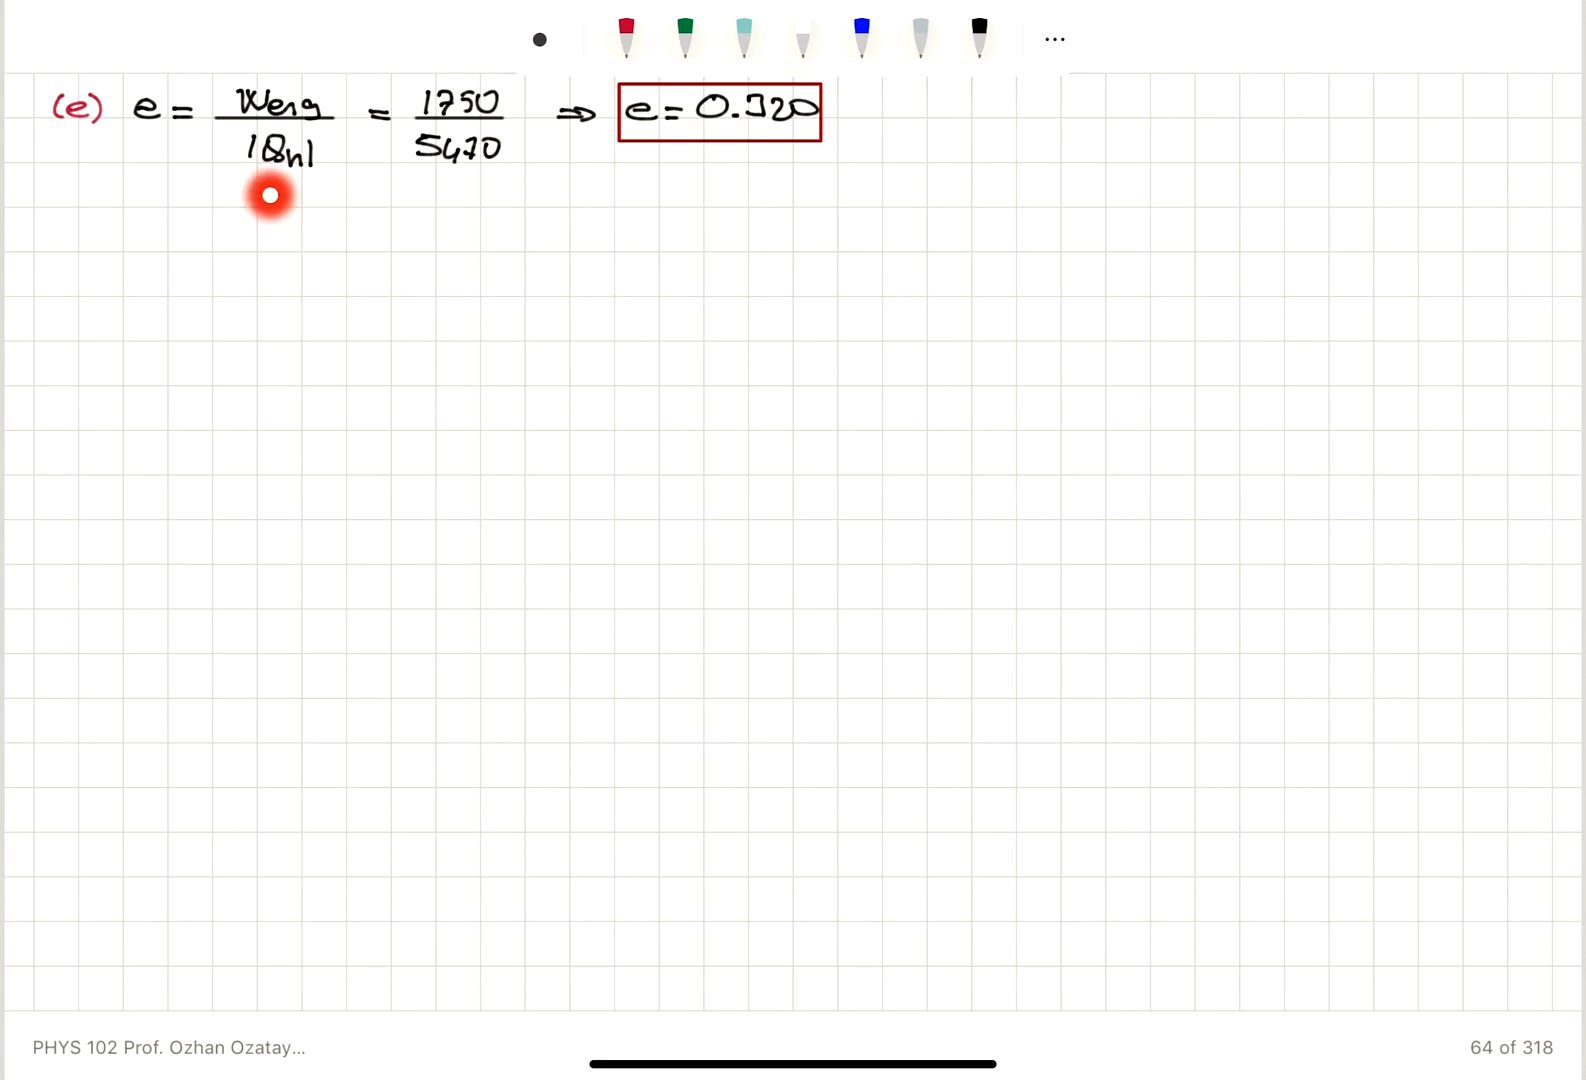 (e) e = Weng / |Qh| = 1750 / 5470 ⇒ e = 0.320
PHYS 102 Prof. Ozhan Ozatay...
64 of 318